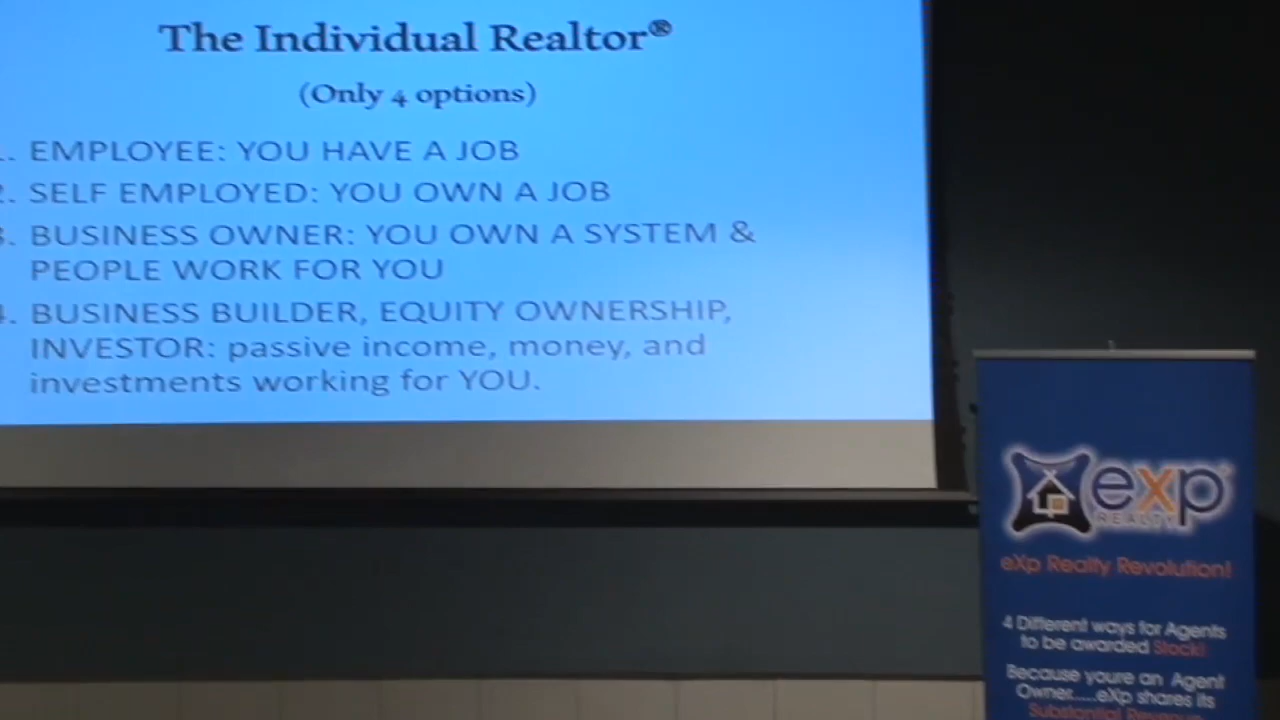 The Individual Realtor®
(Only 4 options)
. EMPLOYEE: YOU HAVE A JOB
. SELF EMPLOYED: YOU OWN A JOB
. BUSINESS OWNER: YOU OWN A SYSTEM &
PEOPLE WORK FOR YOU
. BUSINESS BUILDER, EQUITY OWNERSHIP,
INVESTOR: passive income, money, and
investments working for YOU.
exp
REALTY
eXp Realty Revolution!
4 Different ways for Agents
to be awarded Stock!
Because youre an Agent
Owner.....eXp shares its
Substantial